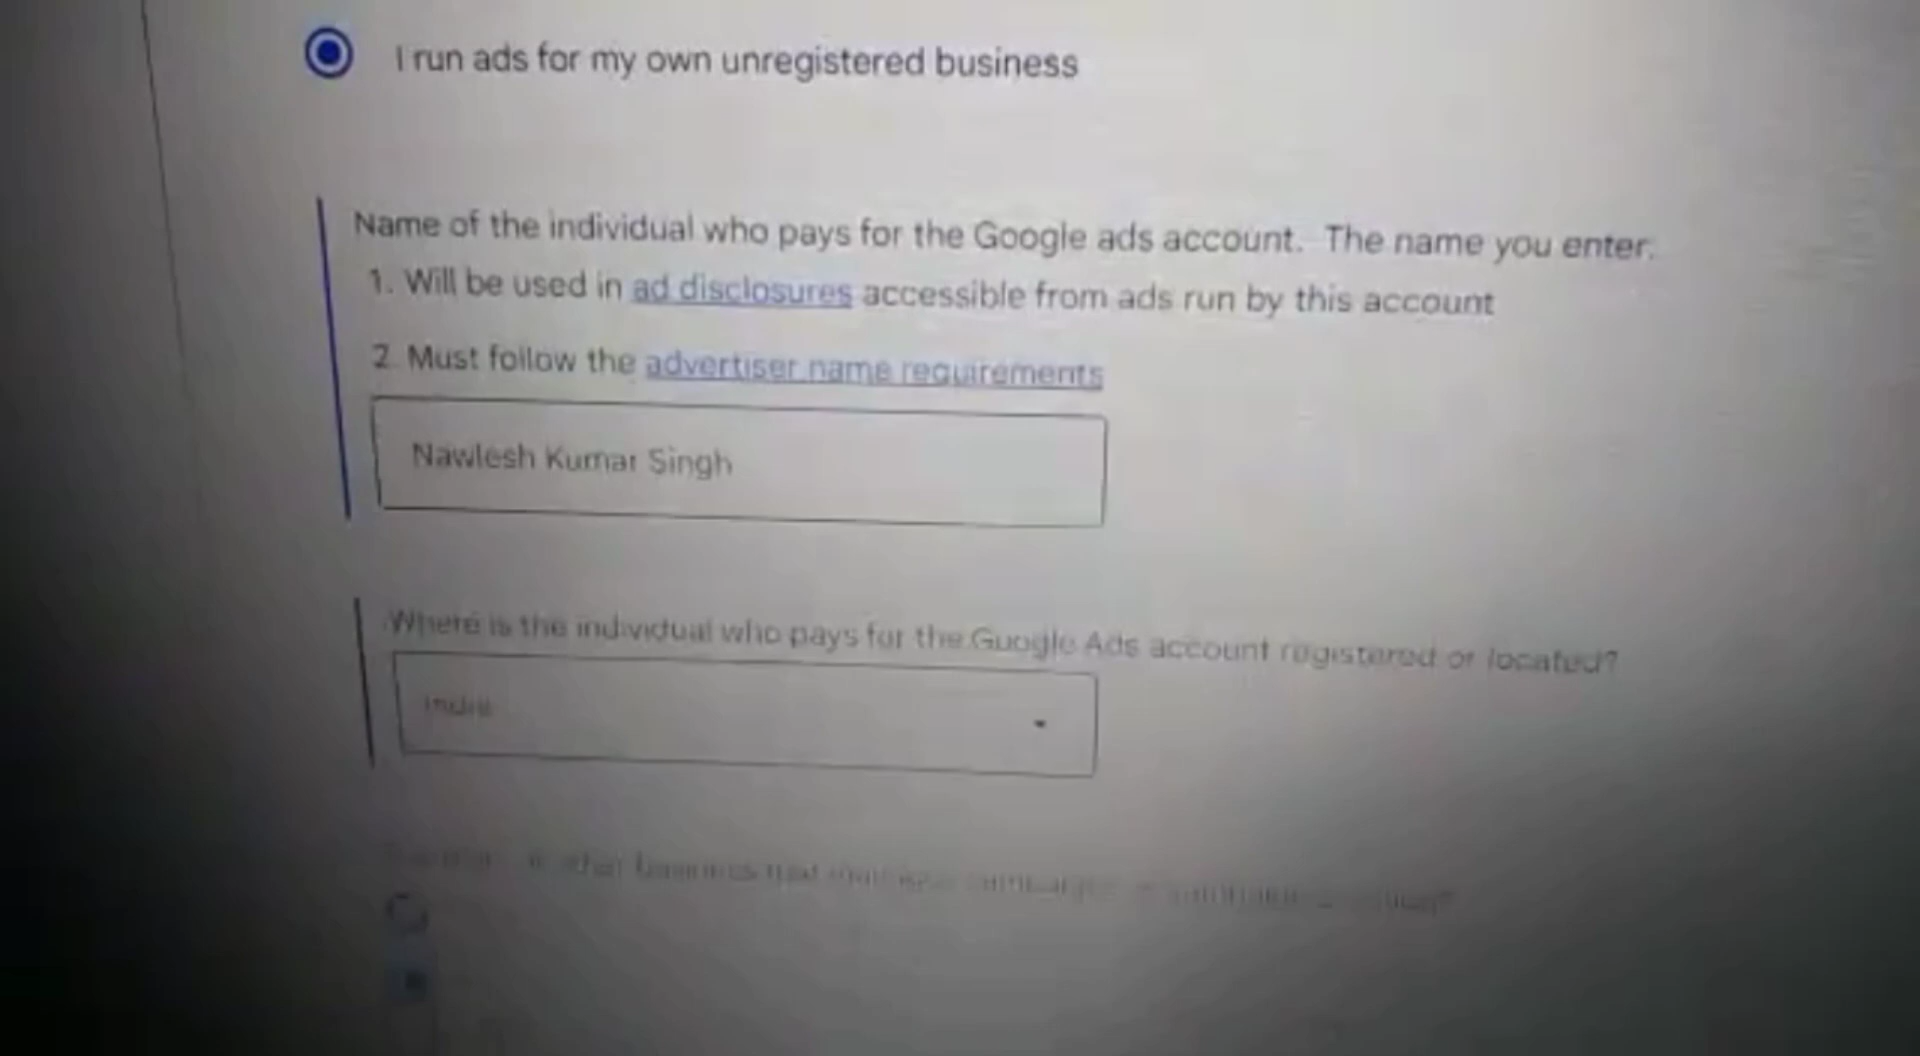 I run ads for my own unregistered business
Name of the individual who pays for the Google ads account. The name you enter:
1. Will be used in ad disclosures accessible from ads run by this account
2. Must follow the advertiser name requirements
Nawlesh Kumar Singh
Where is the individual who pays for the Google Ads account registered or located?
India